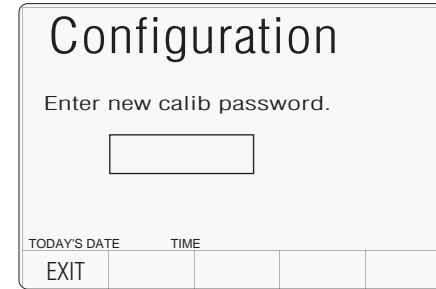 Configuration
Enter new calib password.
TODAY'S DATE TIME
EXIT